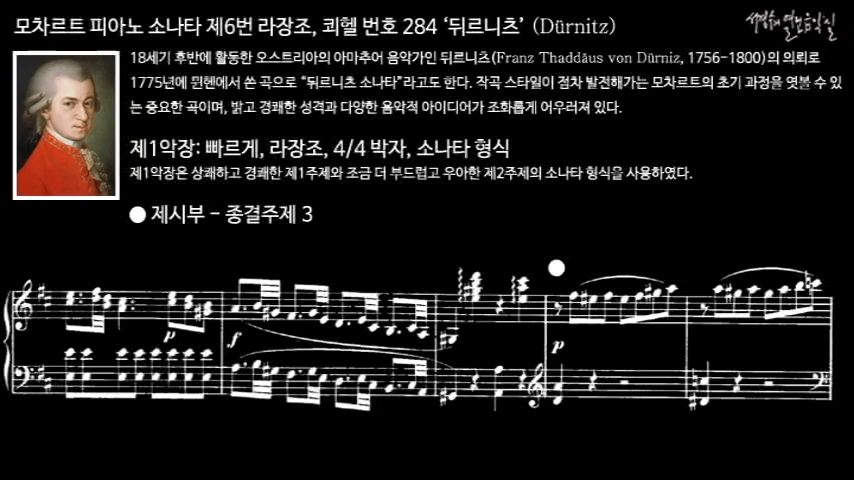 모차르트 피아노 소나타 제6번 라장조, 쾨헬 번호 284 ‘뒤르니츠’ (Dürnitz)
서정원의 열린음악실
18세기 후반에 활동한 오스트리아의 아마추어 음악가인 뒤르니츠(Franz Thaddäus von Dürniz, 1756-1800)의 의뢰로
1775년에 뮌헨에서 쓴 곡으로 “뒤르니츠 소나타”라고도 한다. 작곡 스타일이 점차 발전해가는 모차르트의 초기 과정을 엿볼 수 있
는 중요한 곡이며, 밝고 경쾌한 성격과 다양한 음악적 아이디어가 조화롭게 어우러져 있다.
제1악장: 빠르게, 라장조, 4/4 박자, 소나타 형식
제1악장은 상쾌하고 경쾌한 제1주제와 조금 더 부드럽고 우아한 제2주제의 소나타 형식을 사용하였다.
● 제시부 - 종결주제 3
p f p